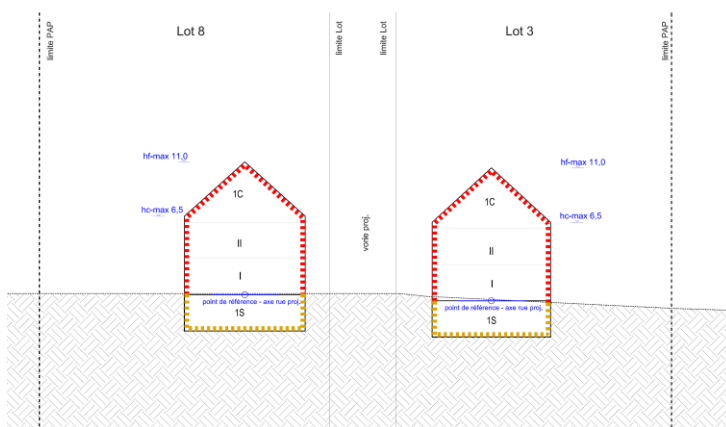 Lot 8
limite PAP
limite Lot
limite Lot
Lot 3
limite PAP
hf-max 11,0
hc-max 6,5
1C
II
I
point de référence - axe rue proj.
1S
vorie proj.
hf-max 11,0
hc-max 6,5
1C
II
I
point de référence - axe rue proj.
1S